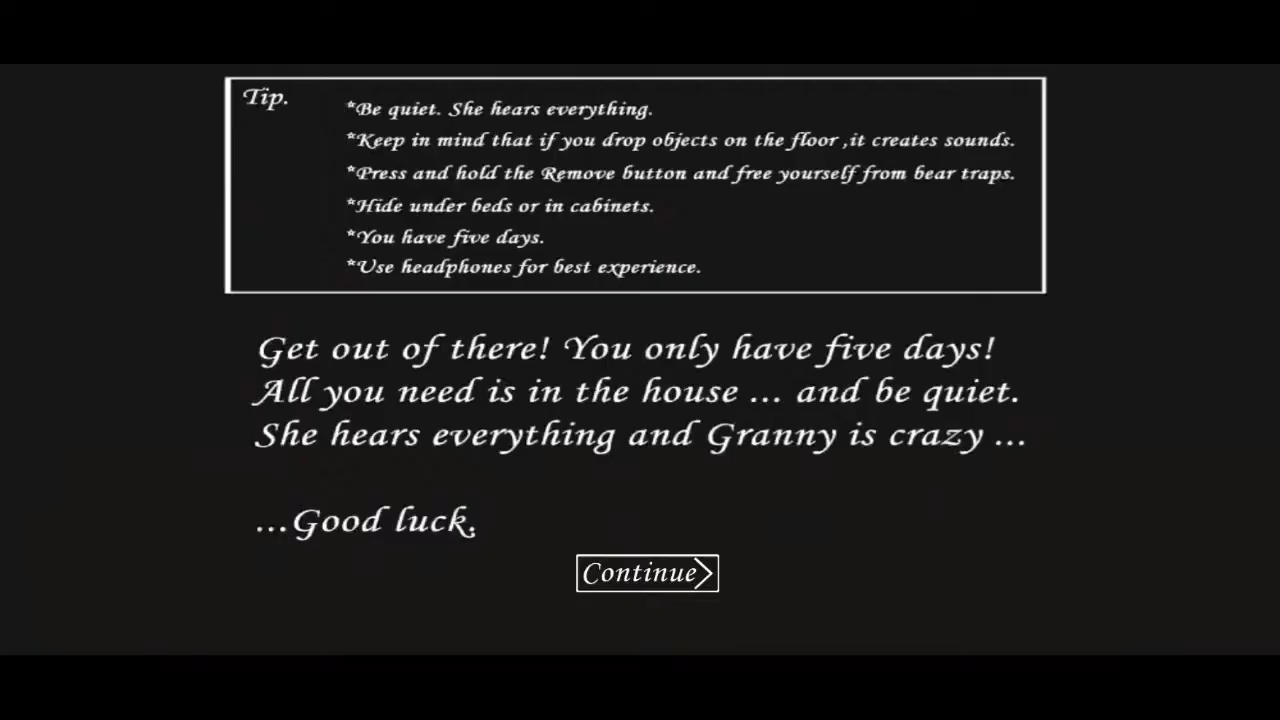 Tip.
*Be quiet. She hears everything.
*Keep in mind that if you drop objects on the floor ,it creates sounds.
*Press and hold the Remove button and free yourself from bear traps.
*Hide under beds or in cabinets.
*You have five days.
*Use headphones for best experience.
Get out of there! You only have five days!
All you need is in the house ... and be quiet.
She hears everything and Granny is crazy ...
...Good luck.
Continue>